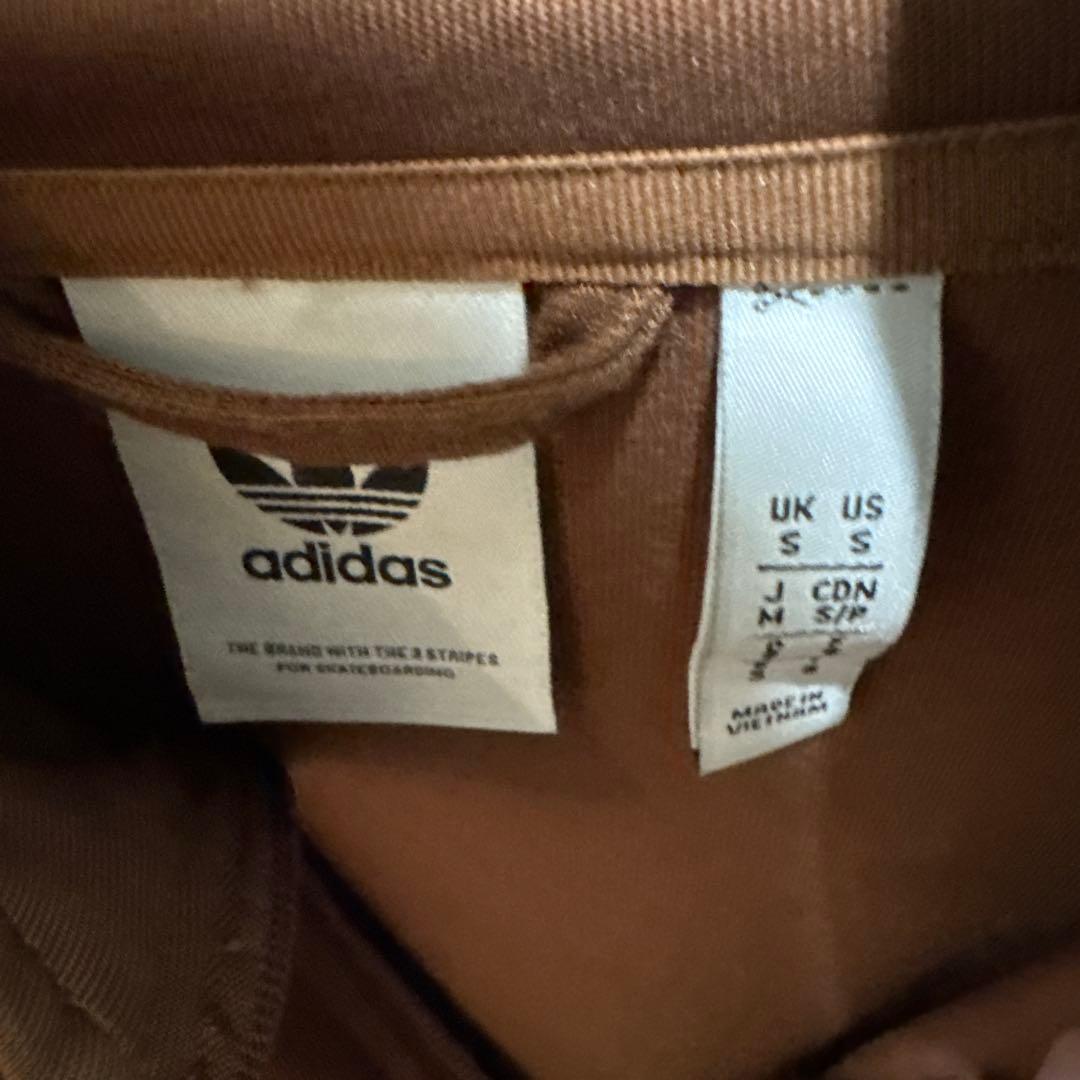 adidas
THE BRAND WITH THE 3 STRIPES
FOR SKATEBOARDING
UK US
S S
J CDN
M S/P
MADE IN
VIETNAM